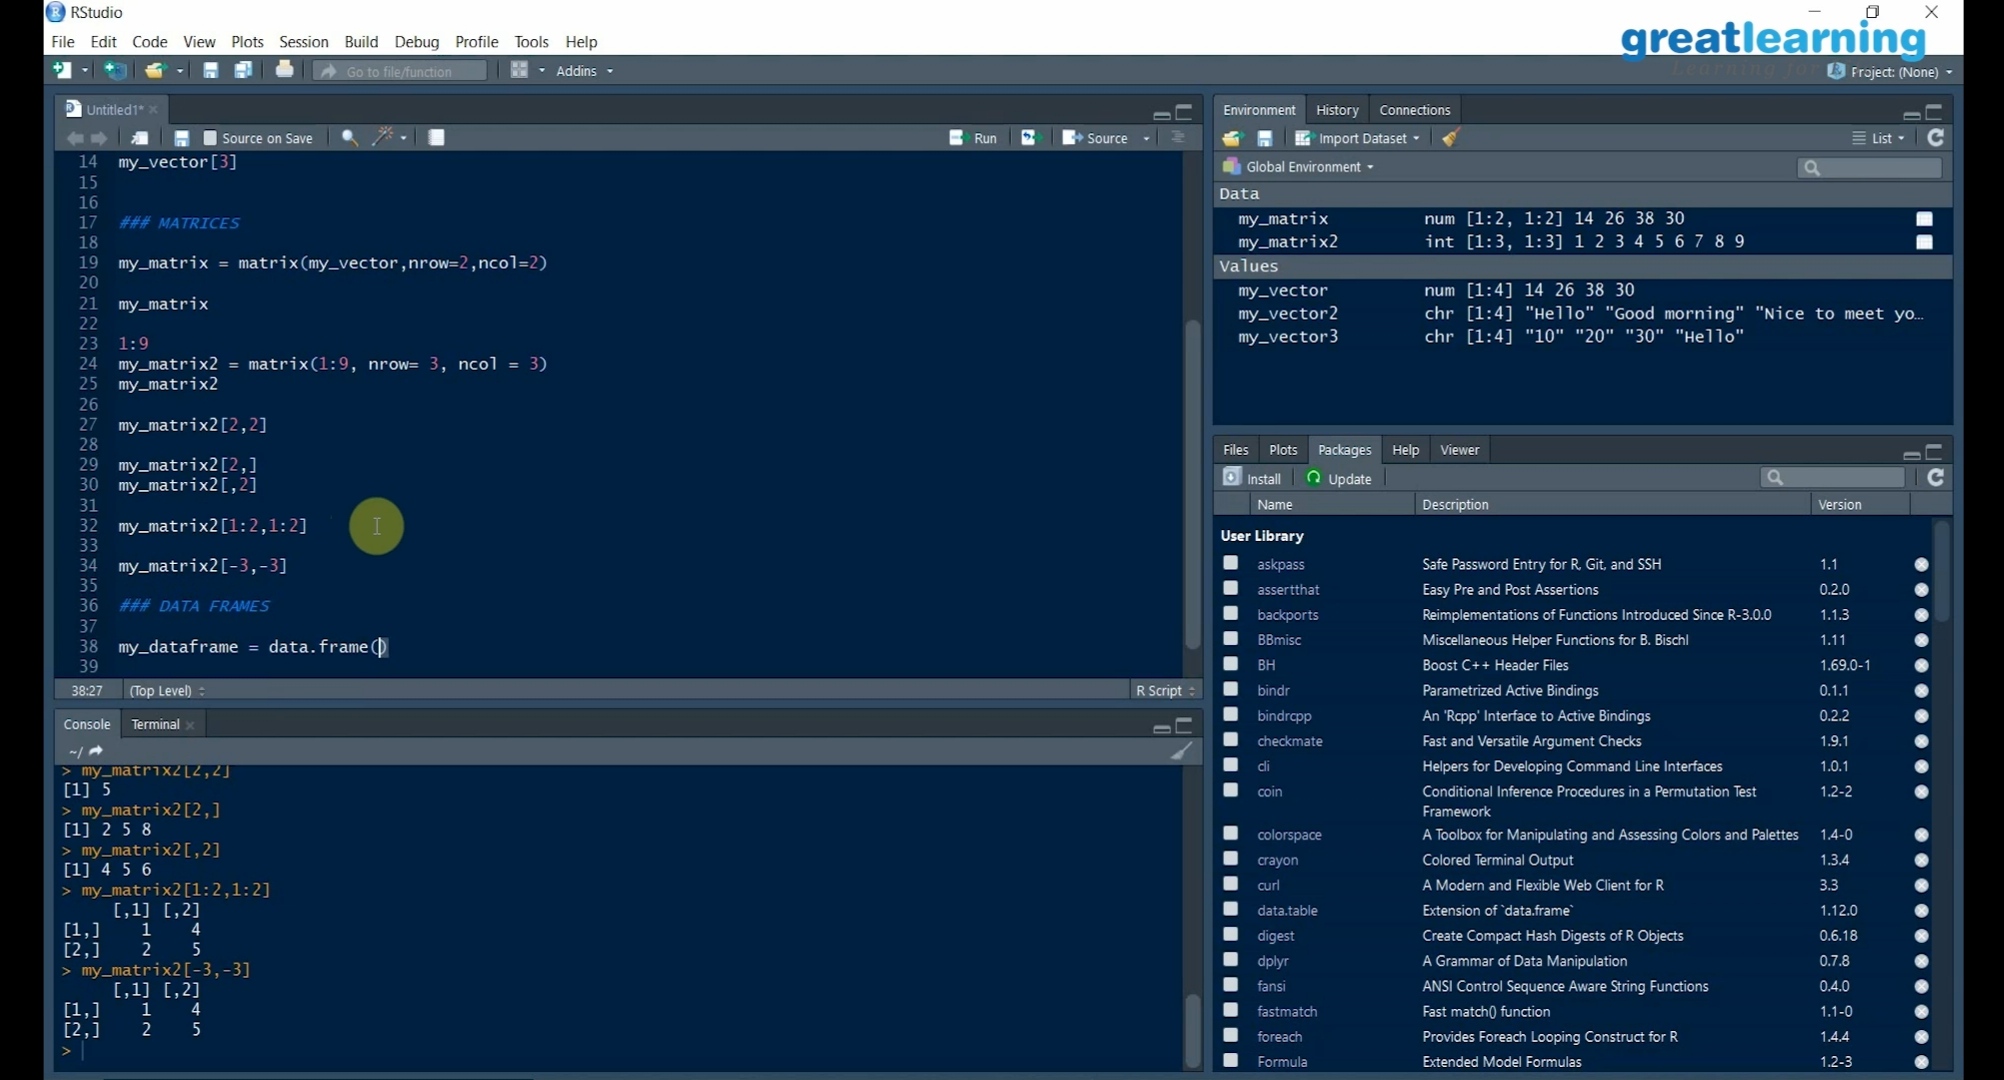 RStudio
File Edit Code View Plots Session Build Debug Profile Tools Help
greatlearning
Go to file/function Addins Project: (None)
Untitled1*
Source on Save Run Source
14 my_vector[3]
15
16
17 ### MATRICES
18
19 my_matrix = matrix(my_vector,nrow=2,ncol=2)
20
21 my_matrix
22
23 1:9
24 my_matrix2 = matrix(1:9, nrow= 3, ncol = 3)
25 my_matrix2
26
27 my_matrix2[2,2]
28
29 my_matrix2[2,]
30 my_matrix2[,2]
31
32 my_matrix2[1:2,1:2]
33
34 my_matrix2[-3,-3]
35
36 ### DATA FRAMES
37
38 my_dataframe = data.frame()
39
38:27 (Top Level) R Script
Console Terminal
~/
> my_matrix2[2,2]
[1] 5
> my_matrix2[2,]
[1] 2 5 8
> my_matrix2[,2]
[1] 4 5 6
> my_matrix2[1:2,1:2]
[,1] [,2]
[1,] 1 4
[2,] 2 5
> my_matrix2[-3,-3]
[,1] [,2]
[1,] 1 4
[2,] 2 5
>
Environment History Connections
Import Dataset List
Global Environment
Data
my_matrix num [1:2, 1:2] 14 26 38 30
my_matrix2 int [1:3, 1:3] 1 2 3 4 5 6 7 8 9
Values
my_vector num [1:4] 14 26 38 30
my_vector2 chr [1:4] "Hello" "Good morning" "Nice to meet yo...
my_vector3 chr [1:4] "10" "20" "30" "Hello"
Files Plots Packages Help Viewer
Install Update
Name Description Version
User Library
askpass Safe Password Entry for R, Git, and SSH 1.1
assertthat Easy Pre and Post Assertions 0.2.0
backports Reimplementations of Functions Introduced Since R-3.0.0 1.1.3
BBmisc Miscellaneous Helper Functions for B. Bischl 1.11
BH Boost C++ Header Files 1.69.0-1
bindr Parametrized Active Bindings 0.1.1
bindrcpp An 'Rcpp' Interface to Active Bindings 0.2.2
checkmate Fast and Versatile Argument Checks 1.9.1
cli Helpers for Developing Command Line Interfaces 1.0.1
coin Conditional Inference Procedures in a Permutation Test 1.2-2
Framework
colorspace A Toolbox for Manipulating and Assessing Colors and Palettes 1.4-0
crayon Colored Terminal Output 1.3.4
curl A Modern and Flexible Web Client for R 3.3
data.table Extension of `data.frame` 1.12.0
digest Create Compact Hash Digests of R Objects 0.6.18
dplyr A Grammar of Data Manipulation 0.7.8
fansi ANSI Control Sequence Aware String Functions 0.4.0
fastmatch Fast match() function 1.1-0
foreach Provides Foreach Looping Construct for R 1.4.4
Formula Extended Model Formulas 1.2-3